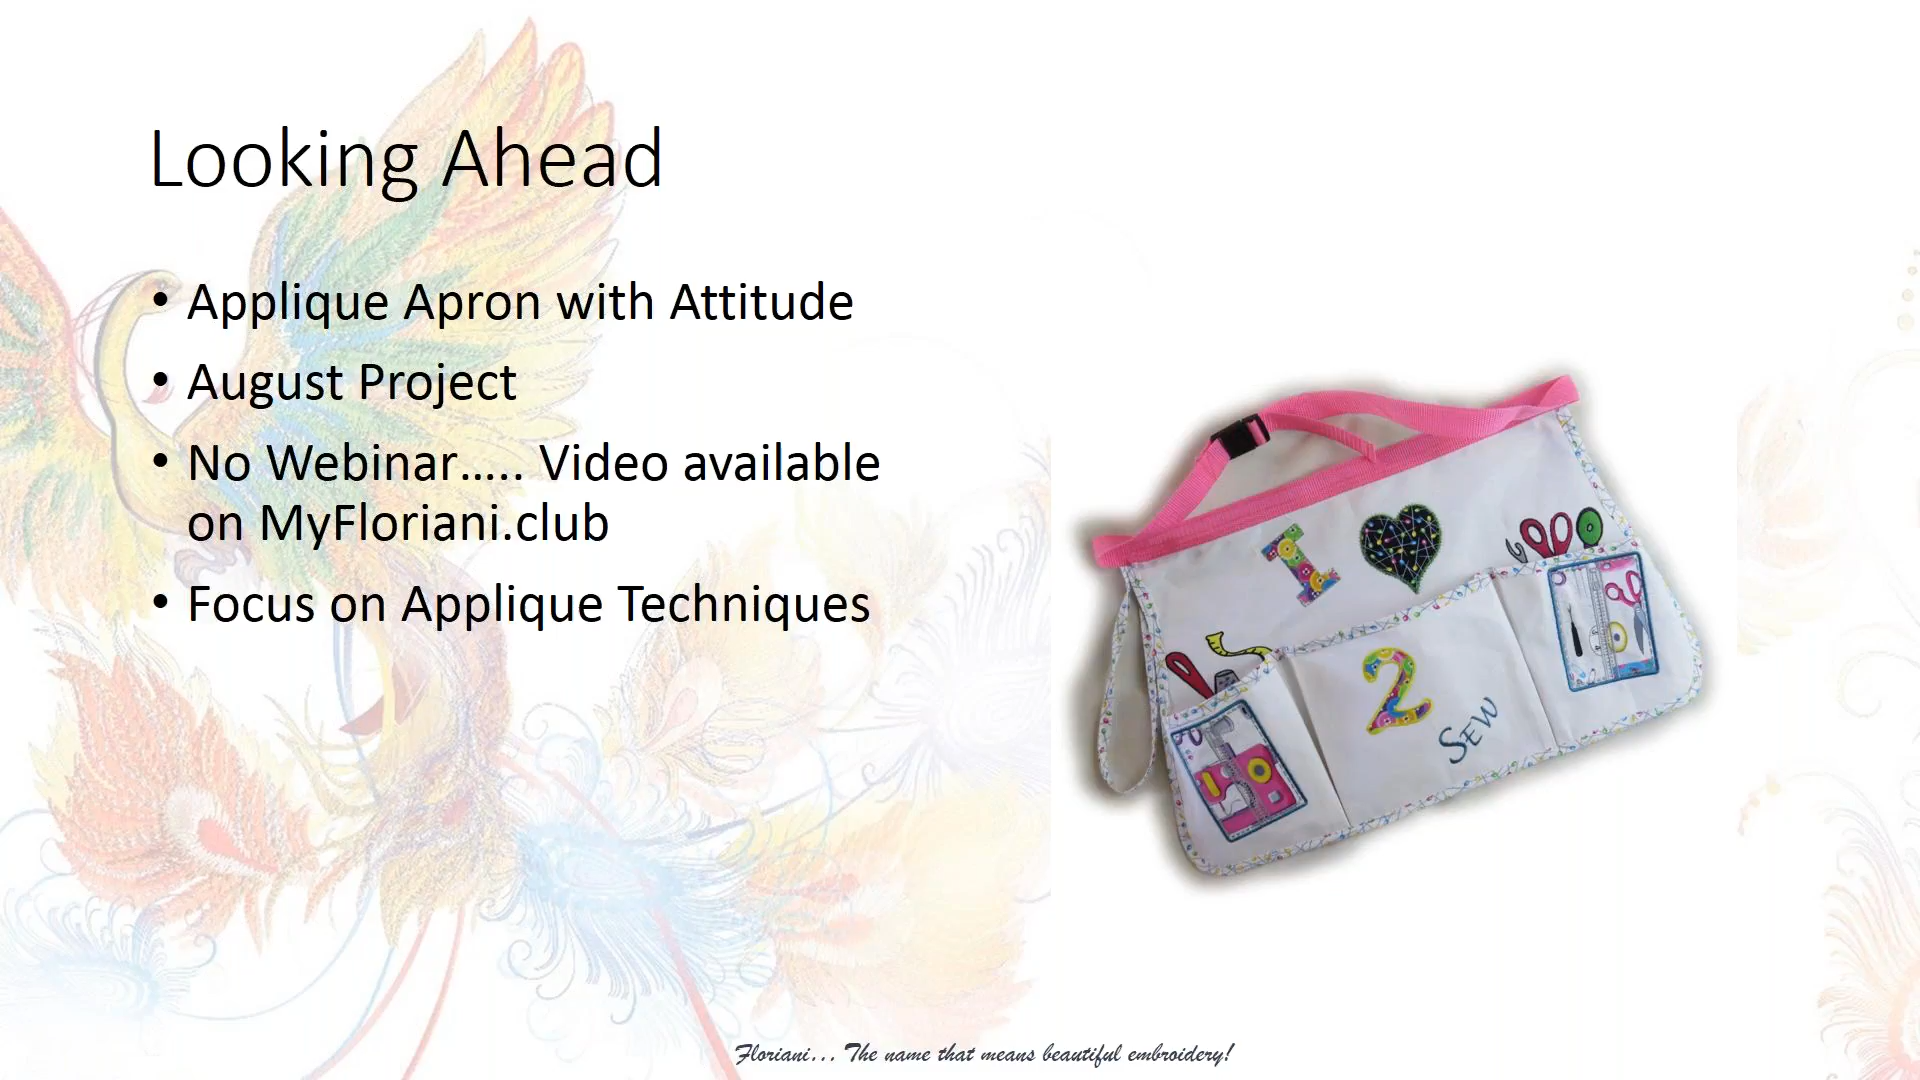 Looking Ahead
• Applique Apron with Attitude
• August Project
• No Webinar..... Video available
on MyFloriani.club
• Focus on Applique Techniques
I
2
SEW
Floriani... The name that means beautiful embroidery!